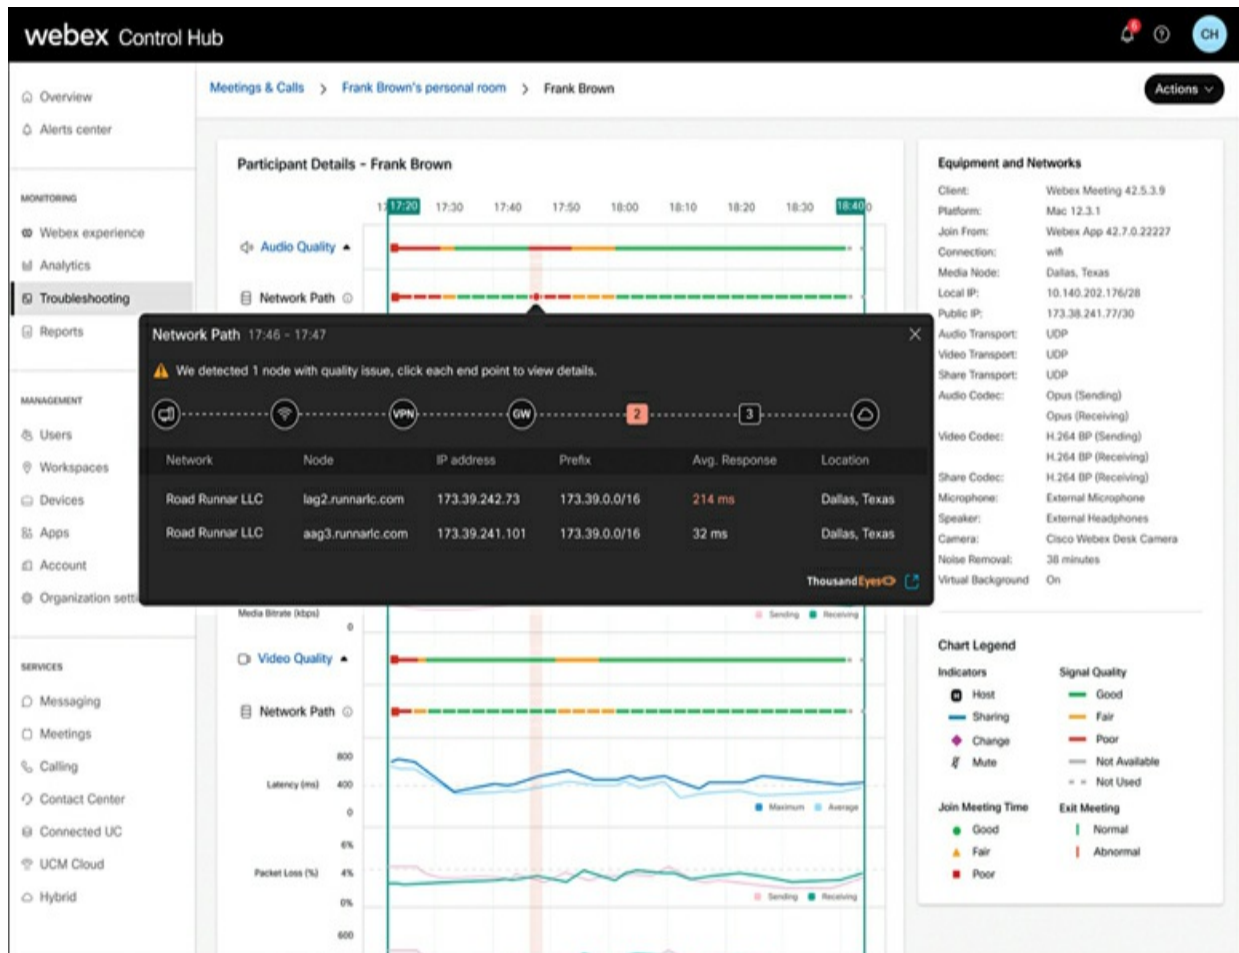 webex Control Hub
6
CH
Overview
Alerts center
MONITORING
Webex experience
Analytics
Troubleshooting
Reports
MANAGEMENT
Users
Workspaces
Devices
Apps
Account
Organization setti
SERVICES
Messaging
Meetings
Calling
Contact Center
Connected UC
UCM Cloud
Hybrid
Meetings & Calls > Frank Brown's personal room > Frank Brown
Actions
Participant Details - Frank Brown
17:20 17:30 17:40 17:50 18:00 18:10 18:20 18:30 18:40
Audio Quality
Network Path
Network Path 17:46 - 17:47
We detected 1 node with quality issue, click each end point to view details.
VPN GW 2 3
Network Node IP address Prefix Avg. Response Location
Road Runnar LLC lag2.runnarlc.com 173.39.242.73 173.39.0.0/16 214 ms Dallas, Texas
Road Runnar LLC aag3.runnarlc.com 173.39.241.101 173.39.0.0/16 32 ms Dallas, Texas
ThousandEyes
Media Bitrate (kbps)
0
Sending Receiving
Video Quality
Network Path
800
Latency (ms) 400
0
Maximum Average
6%
Packet Loss (%) 4%
0%
Sending Receiving
600
Equipment and Networks
Client: Webex Meeting 42.5.3.9
Platform: Mac 12.3.1
Join From: Webex App 42.7.0.22227
Connection: wifi
Media Node: Dallas, Texas
Local IP: 10.140.202.176/28
Public IP: 173.38.241.77/30
Audio Transport: UDP
Video Transport: UDP
Share Transport: UDP
Audio Codec: Opus (Sending)
Opus (Receiving)
Video Codec: H.264 BP (Sending)
H.264 BP (Receiving)
Share Codec: H.264 BP (Receiving)
Microphone: External Microphone
Speaker: External Headphones
Camera: Cisco Webex Desk Camera
Noise Removal: 38 minutes
Virtual Background On
Chart Legend
Indicators
H Host
Sharing
Change
Mute
Signal Quality
Good
Fair
Poor
Not Available
Not Used
Join Meeting Time
Good
Fair
Poor
Exit Meeting
Normal
Abnormal